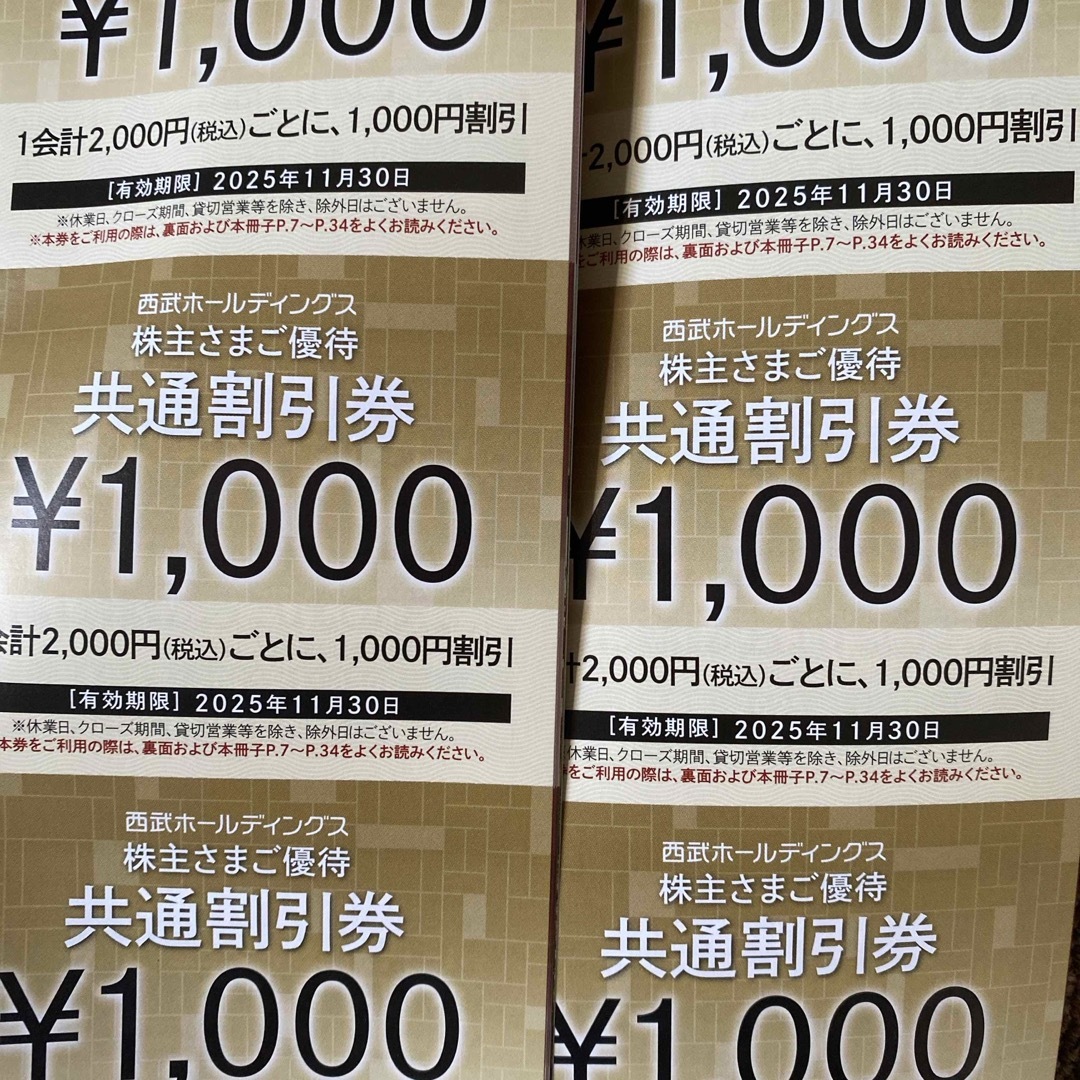 ¥1,000
1会計2,000円(税込)ごとに、1,000円割引
[有効期限] 2025年11月30日
※休業日、クローズ期間、貸切営業等を除き、除外日はございません。
※本券をご利用の際は、裏面および本冊子P.7〜P.34をよくお読みください。
西武ホールディングス
株主さまご優待
共通割引券
¥1,000
会計2,000円(税込)ごとに、1,000円割引
[有効期限] 2025年11月30日
※休業日、クローズ期間、貸切営業等を除き、除外日はございません。
本券をご利用の際は、裏面および本冊子P.7〜P.34をよくお読みください。
西武ホールディングス
株主さまご優待
共通割引券
¥1,000
¥1,000
2,000円(税込)ごとに、1,000円割引
[有効期限] 2025年11月30日
休業日、クローズ期間、貸切営業等を除き、除外日はございません。
をご利用の際は、裏面および本冊子P.7〜P.34をよくお読みください。
西武ホールディングス
株主さまご優待
共通割引券
¥1,000
計2,000円(税込)ごとに、1,000円割引
[有効期限] 2025年11月30日
休業日、クローズ期間、貸切営業等を除き、除外日はございません。
をご利用の際は、裏面および本冊子P.7〜P.34をよくお読みください。
西武ホールディングス
株主さまご優待
共通割引券
¥1,000